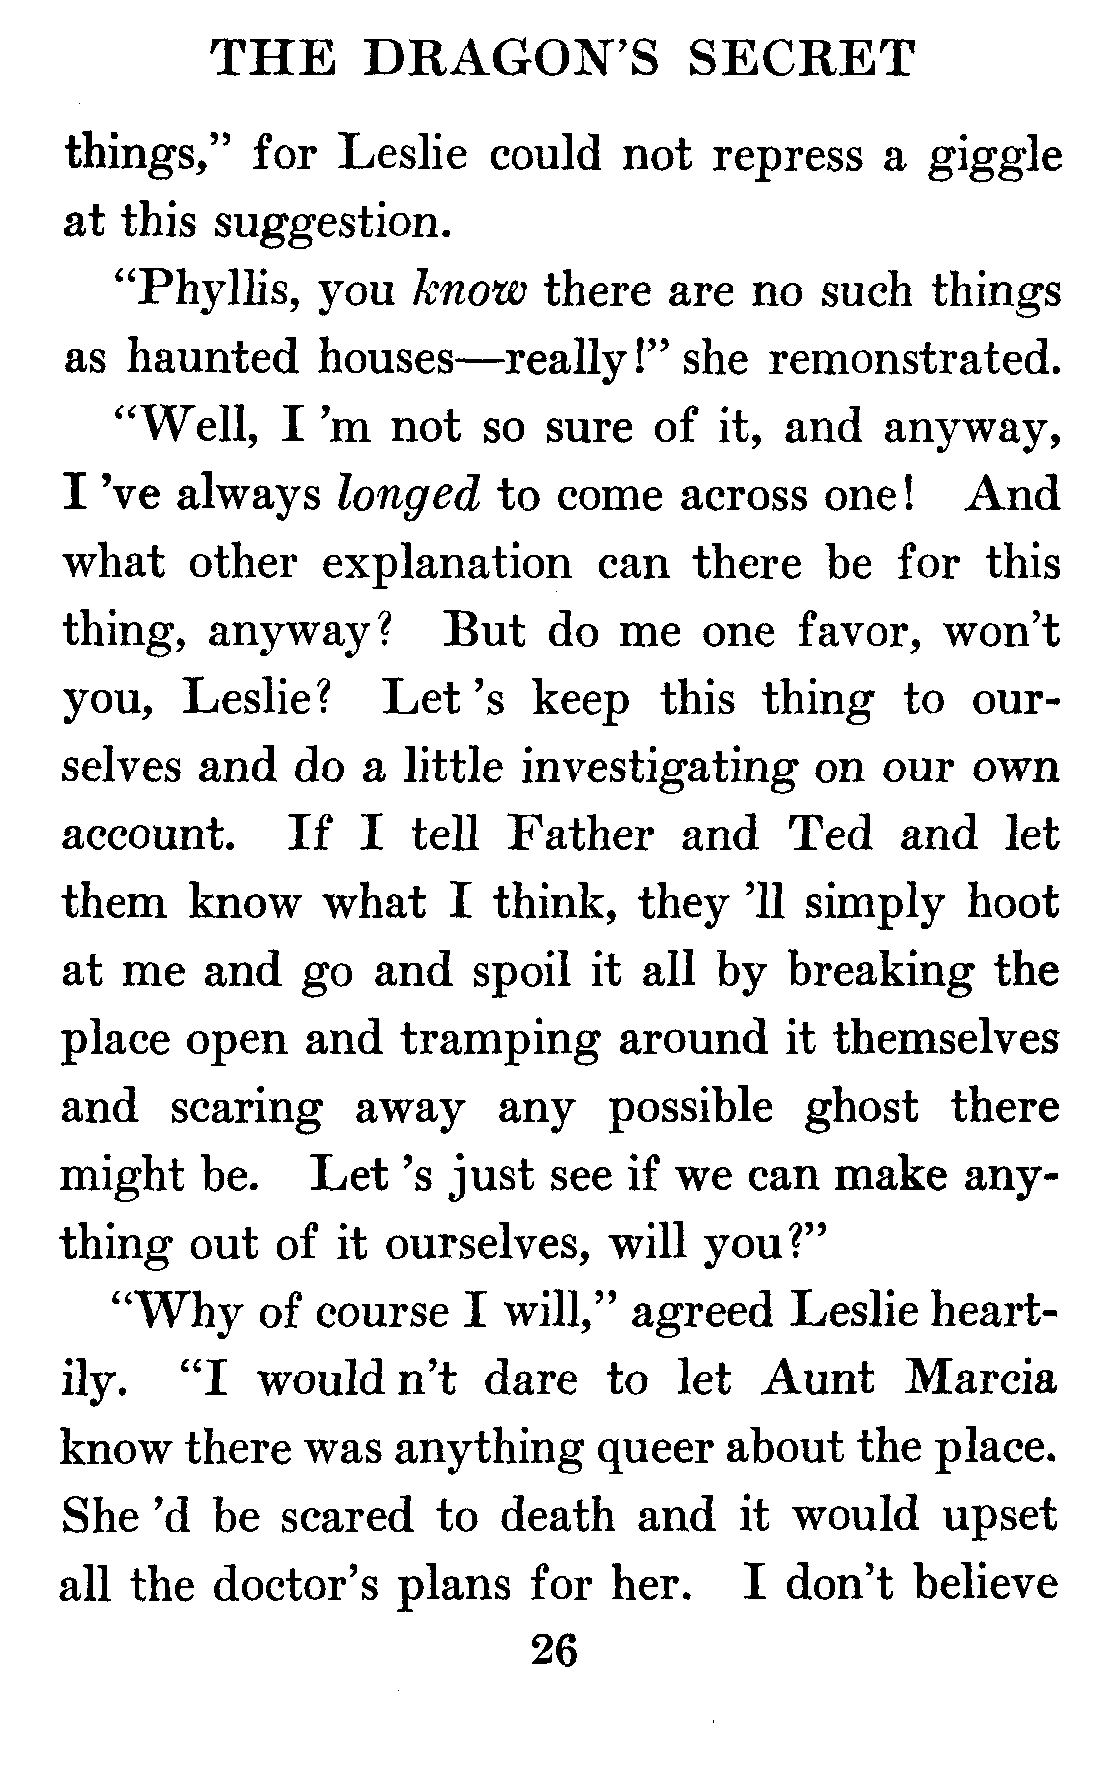 THE DRAGON'S SECRET
things,” for Leslie could not repress a giggle
at this suggestion.
“Phyllis, you know there are no such things
as haunted houses—really!” she remonstrated.
“Well, I ’m not so sure of it, and anyway,
I ’ve always longed to come across one! And
what other explanation can there be for this
thing, anyway? But do me one favor, won’t
you, Leslie? Let ’s keep this thing to our-
selves and do a little investigating on our own
account. If I tell Father and Ted and let
them know what I think, they ’ll simply hoot
at me and go and spoil it all by breaking the
place open and tramping around it themselves
and scaring away any possible ghost there
might be. Let ’s just see if we can make any-
thing out of it ourselves, will you?”
“Why of course I will,” agreed Leslie heart-
ily. “I would n’t dare to let Aunt Marcia
know there was anything queer about the place.
She ’d be scared to death and it would upset
all the doctor’s plans for her. I don’t believe
26